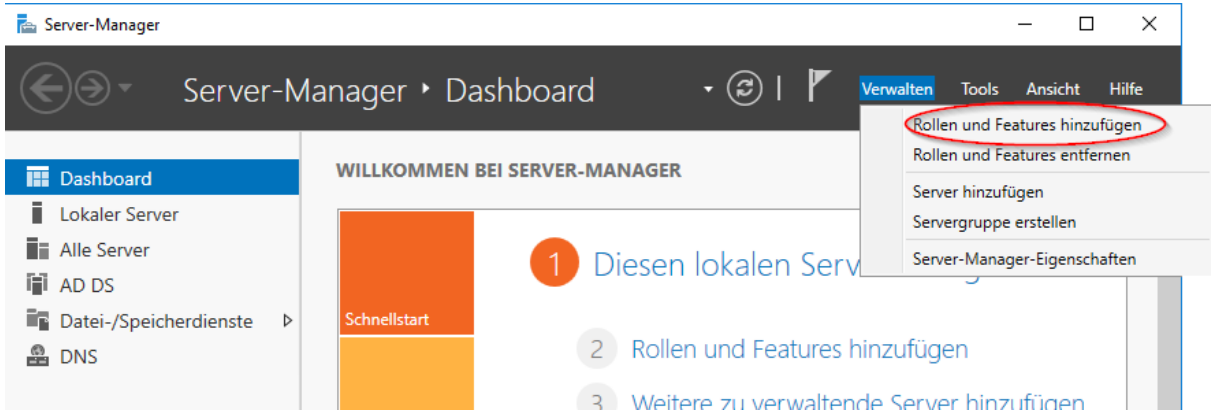 Server-Manager
Server-Manager • Dashboard
Verwalten Tools Ansicht Hilfe
Rollen und Features hinzufügen
Rollen und Features entfernen
Server hinzufügen
Servergruppe erstellen
Server-Manager-Eigenschaften
Dashboard
Lokaler Server
Alle Server
AD DS
Datei-/Speicherdienste
DNS
WILLKOMMEN BEI SERVER-MANAGER
Schnellstart
1 Diesen lokalen Serv
2 Rollen und Features hinzufügen
3 Weitere zu verwaltende Server hinzufügen